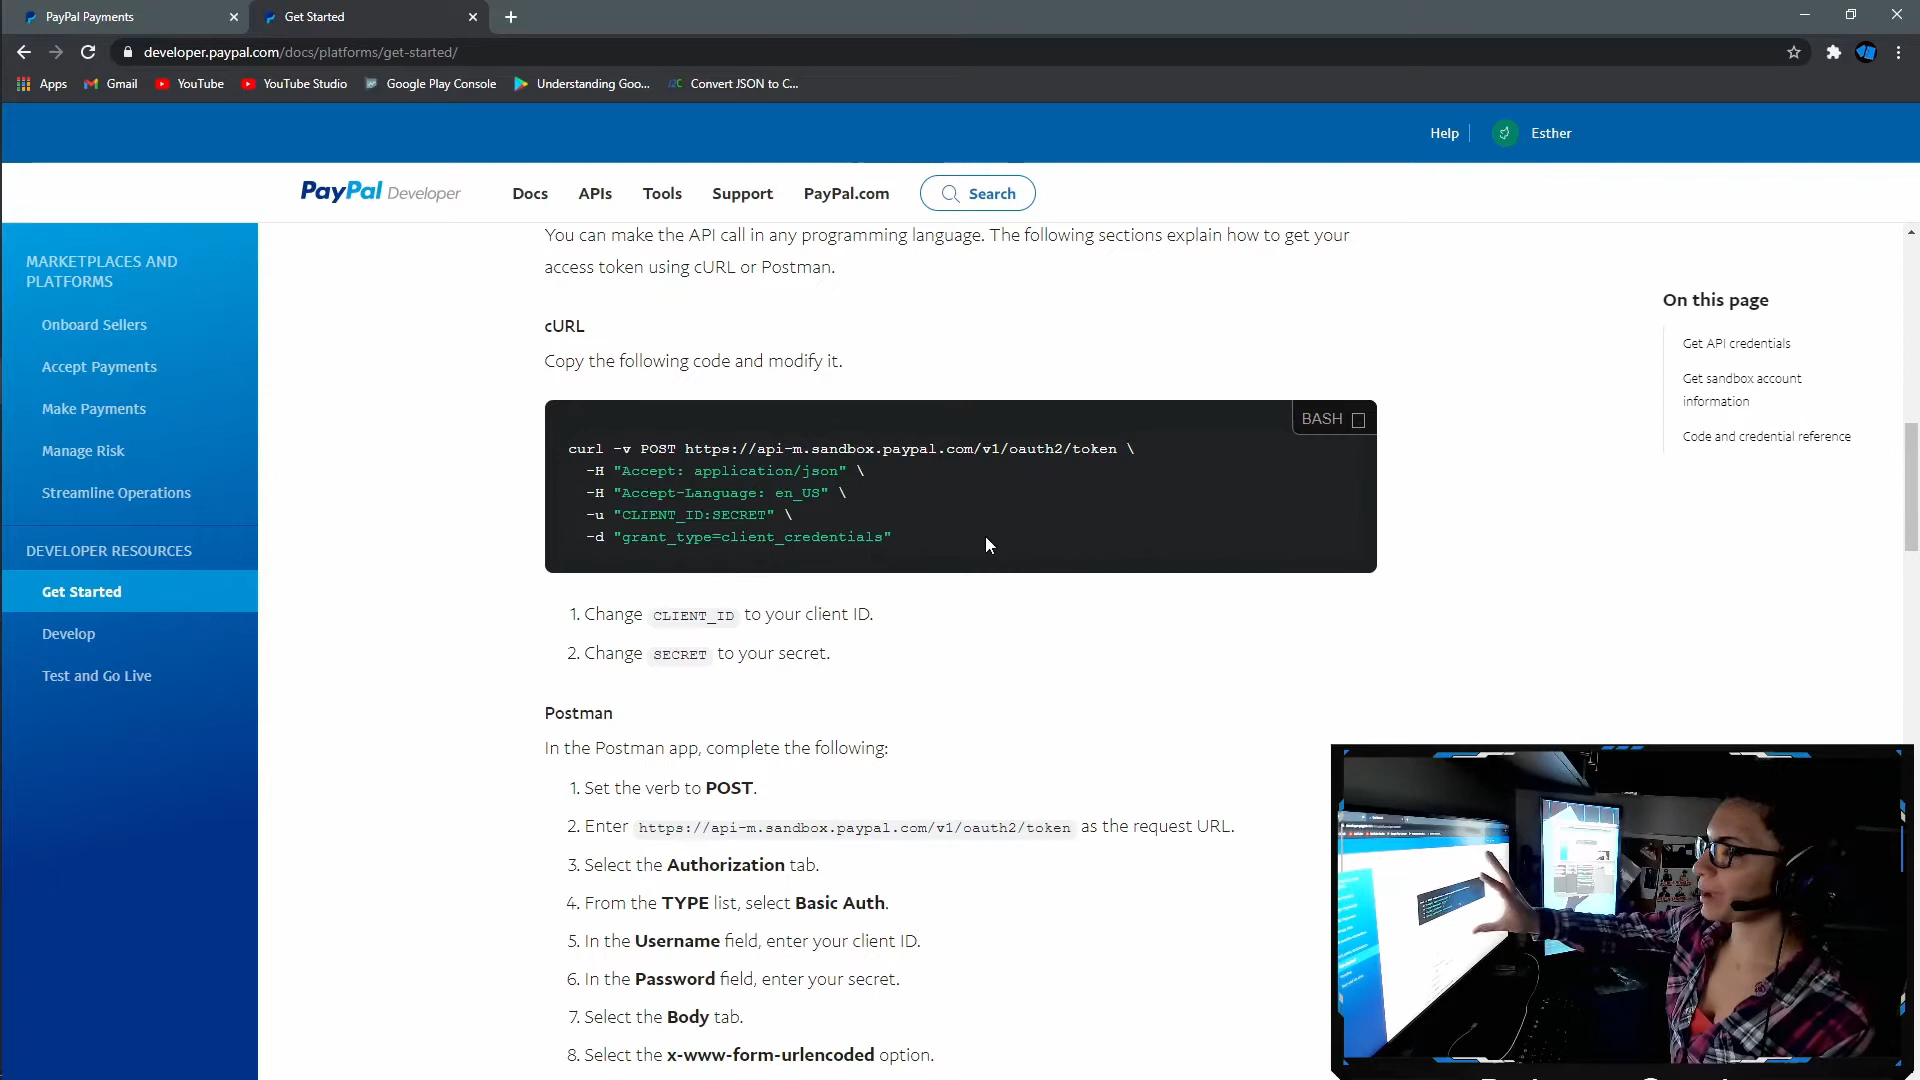 PayPal Payments
Get Started
developer.paypal.com/docs/platforms/get-started/
Apps Gmail YouTube YouTube Studio Google Play Console Understanding Goo... Convert JSON to C...
Help Esther
PayPal Developer Docs APIs Tools Support PayPal.com Search
MARKETPLACES AND
PLATFORMS
Onboard Sellers
Accept Payments
Make Payments
Manage Risk
Streamline Operations
DEVELOPER RESOURCES
Get Started
Develop
Test and Go Live
You can make the API call in any programming language. The following sections explain how to get your
access token using cURL or Postman.
cURL
Copy the following code and modify it.
BASH
curl -v POST https://api-m.sandbox.paypal.com/v1/oauth2/token \
-H "Accept: application/json" \
-H "Accept-Language: en_US" \
-u "CLIENT_ID:SECRET" \
-d "grant_type=client_credentials"
1. Change CLIENT_ID to your client ID.
2. Change SECRET to your secret.
Postman
In the Postman app, complete the following:
1. Set the verb to POST.
2. Enter https://api-m.sandbox.paypal.com/v1/oauth2/token as the request URL.
3. Select the Authorization tab.
4. From the TYPE list, select Basic Auth.
5. In the Username field, enter your client ID.
6. In the Password field, enter your secret.
7. Select the Body tab.
8. Select the x-www-form-urlencoded option.
On this page
Get API credentials
Get sandbox account
information
Code and credential reference